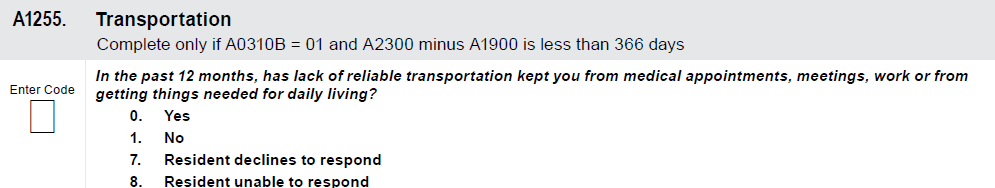 A1255. Transportation
Complete only if A0310B = 01 and A2300 minus A1900 is less than 366 days
Enter Code
In the past 12 months, has lack of reliable transportation kept you from medical appointments, meetings, work or from
getting things needed for daily living?
0. Yes
1. No
7. Resident declines to respond
8. Resident unable to respond